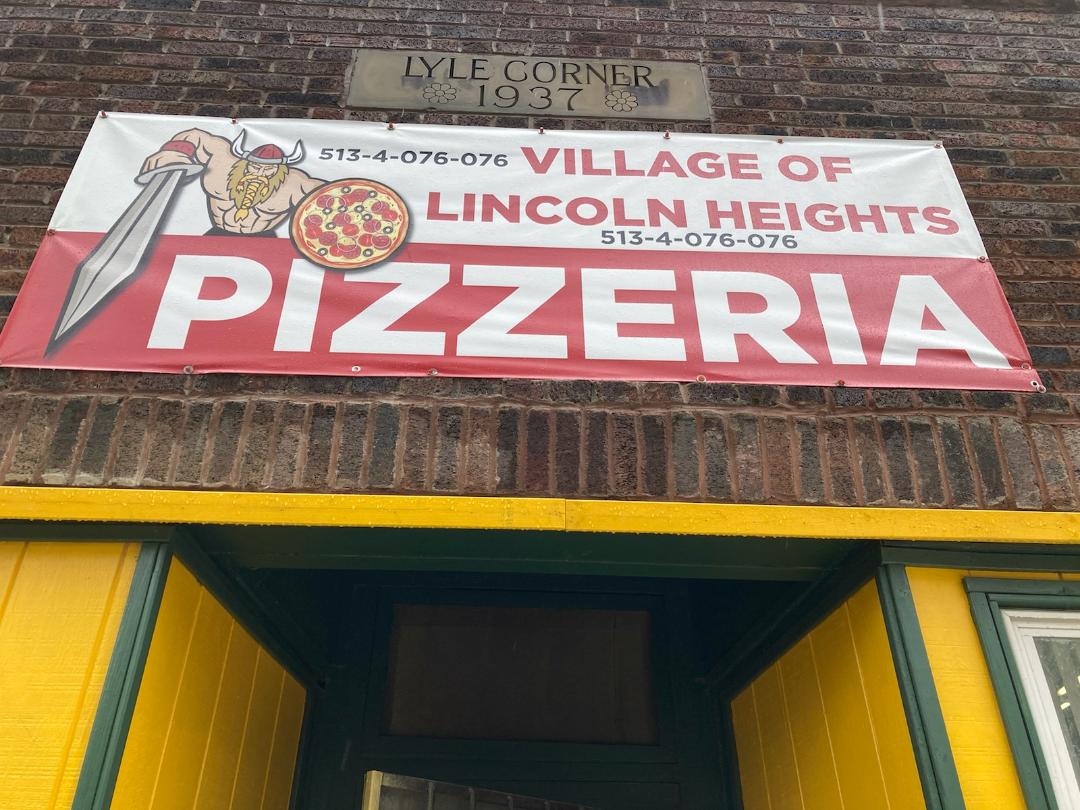 LYLE CORNER
1937
513-4-076-076 VILLAGE OF
LINCOLN HEIGHTS
513-4-076-076
PIZZERIA